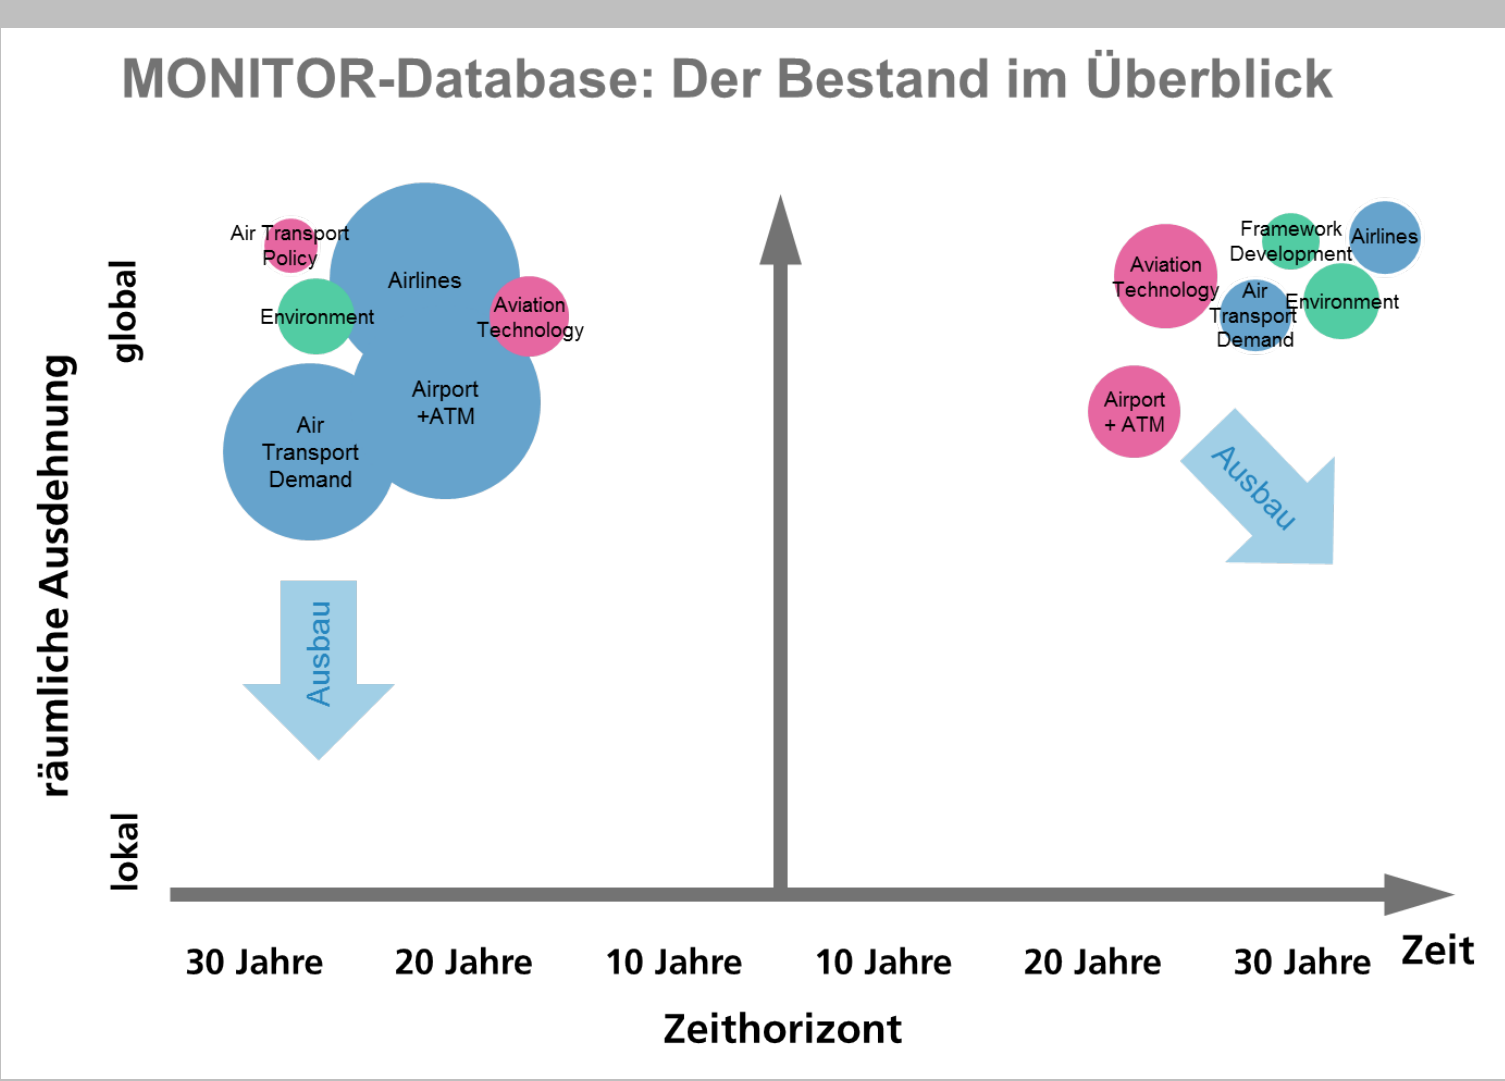 MONITOR-Database: Der Bestand im Überblick
räumliche Ausdehnung
global
lokal
Air Transport
Policy
Environment
Airlines
Aviation
Technology
Airport
+ATM
Air
Transport
Demand
Ausbau
Aviation
Technology
Framework
Development
Airlines
Air
Transport
Demand
Environment
Airport
+ ATM
Ausbau
30 Jahre
20 Jahre
10 Jahre
10 Jahre
20 Jahre
30 Jahre
Zeit
Zeithorizont